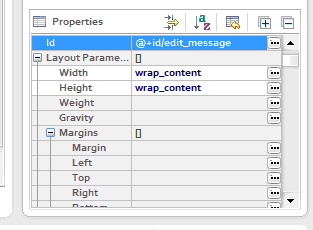 Properties
Id @+id/edit_message
Layout Parame... []
Width wrap_content
Height wrap_content
Weight
Gravity
Margins []
Margin
Left
Top
Right
Bottom